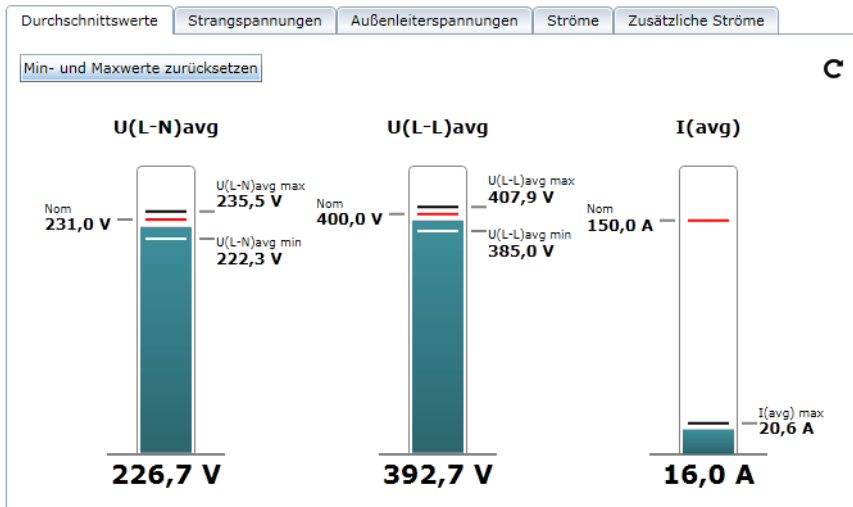 Durchschnittswerte Strangspannungen Außenleiterspannungen Ströme Zusätzliche Ströme
Min- und Maxwerte zurücksetzen
U(L-N)avg
Nom
231,0 V
U(L-N)avg max
235,5 V
U(L-N)avg min
222,3 V
226,7 V
U(L-L)avg
Nom
400,0 V
U(L-L)avg max
407,9 V
U(L-L)avg min
385,0 V
392,7 V
I(avg)
Nom
150,0 A
I(avg) max
20,6 A
16,0 A